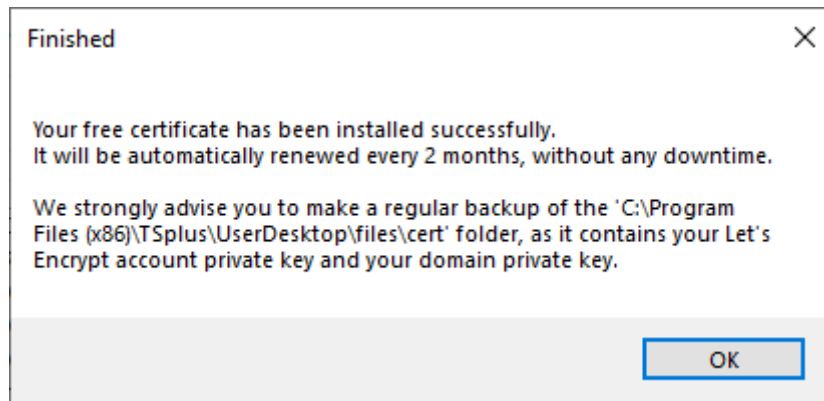 Finished
Your free certificate has been installed successfully.
It will be automatically renewed every 2 months, without any downtime.
We strongly advise you to make a regular backup of the 'C:\Program
Files (x86)\TSplus\UserDesktop\files\cert' folder, as it contains your Let's
Encrypt account private key and your domain private key.
OK